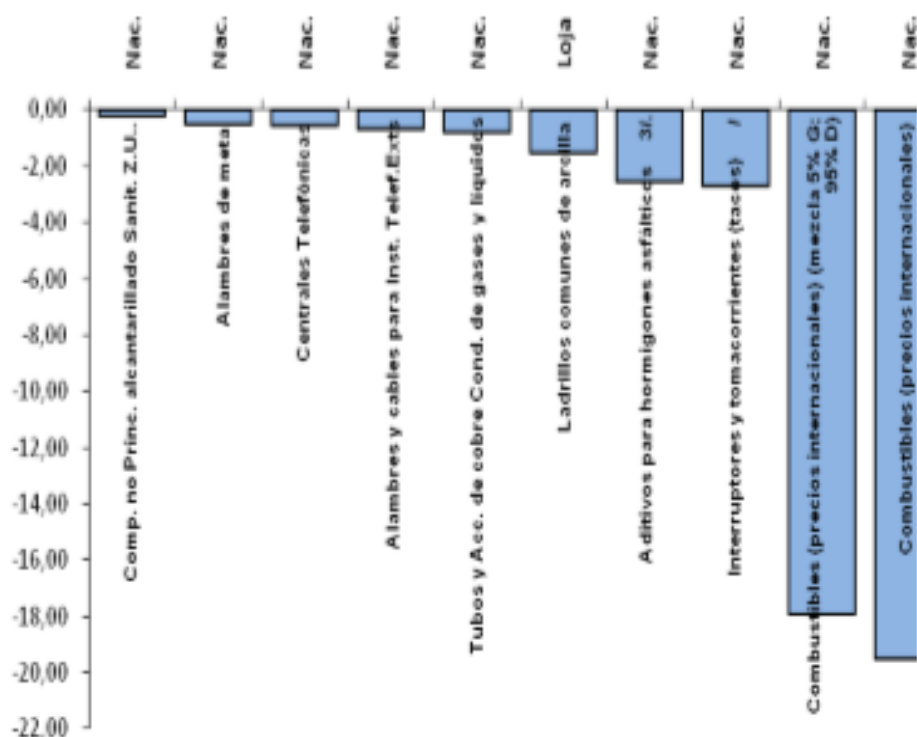 Nac.
Nac.
Nac.
Nac.
Nac.
Loja
Nac.
Nac.
Nac.
Nac.
0,00
-2,00
-4,00
-6,00
-8,00
-10,00
-12,00
-14,00
-16,00
-18,00
-20,00
-22,00
Comp. no Princ. alcantarillado Sanit. Z.U...
Alambres de meta
Centrales Telefónicas
Alambres y cables para Inst. Telef.Exts
Tubos y Acc. de cobre Cond. de gases y líquidos
Ladrillos comunes de arcilla
Aditivos para hormigones asfálticos 3/.
Interruptores y tomacorrientes (tacos) /
Combustibles (precios internacionales) (mezcla 5% G:
95% D)
Combustibles (precios internacionales)